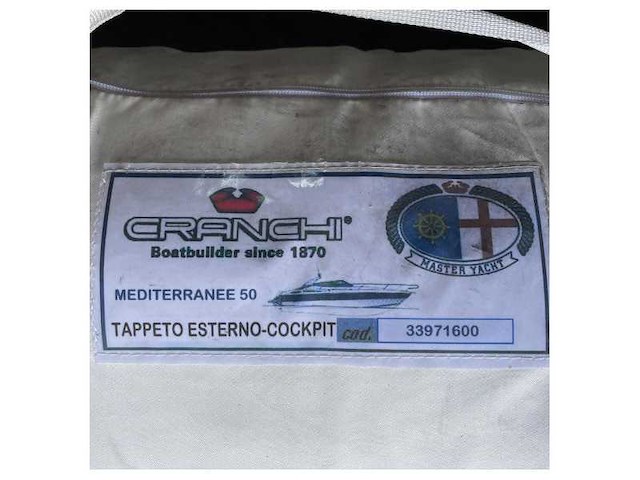 CRANCHI®
Boatbuilder since 1870
MASTER YACHT
MEDITERRANEE 50
TAPPETO ESTERNO-COCKPIT cod. 33971600